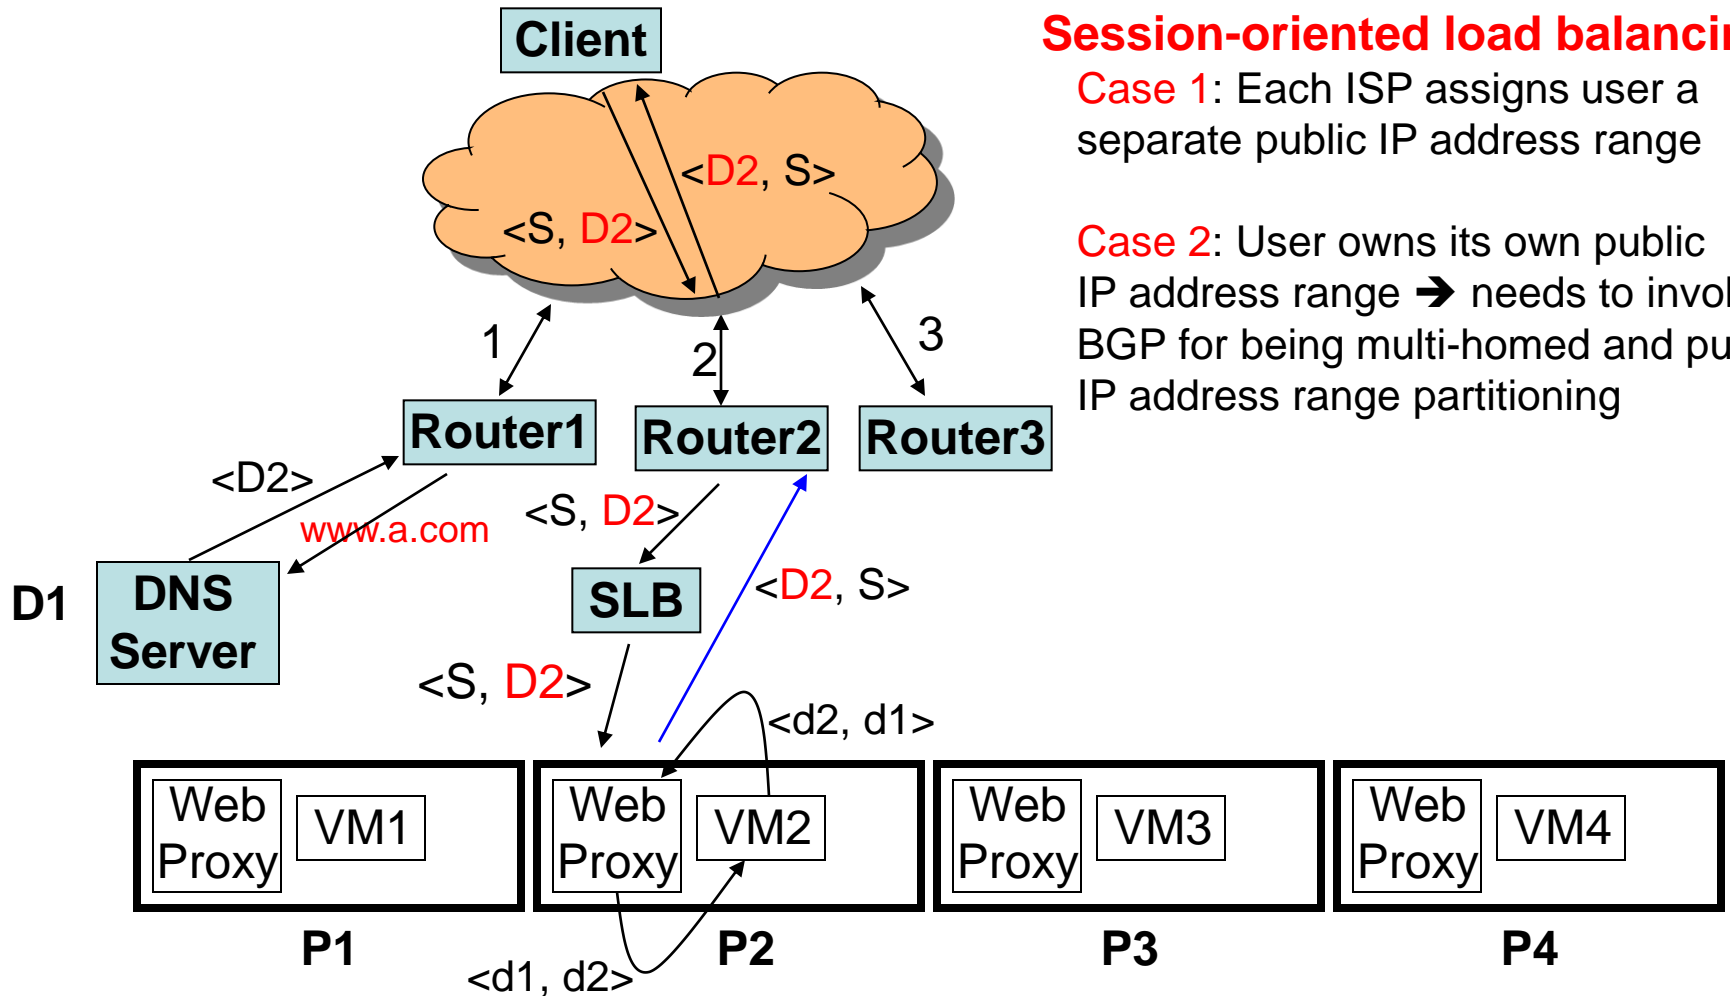 Client
Session-oriented load balancin
Case 1: Each ISP assigns user a
separate public IP address range
<D2, S>
<S, D2>
Case 2: User owns its own public
IP address range ➔ needs to invol
BGP for being multi-homed and pu
IP address range partitioning
1
2
3
Router1
Router2
Router3
<D2>
www.a.com
<S, D2>
D1
DNS
Server
SLB
<D2, S>
<S, D2>
<d2, d1>
Web
Proxy
VM1
Web
Proxy
VM2
Web
Proxy
VM3
Web
Proxy
VM4
P1
P2
P3
P4
<d1, d2>